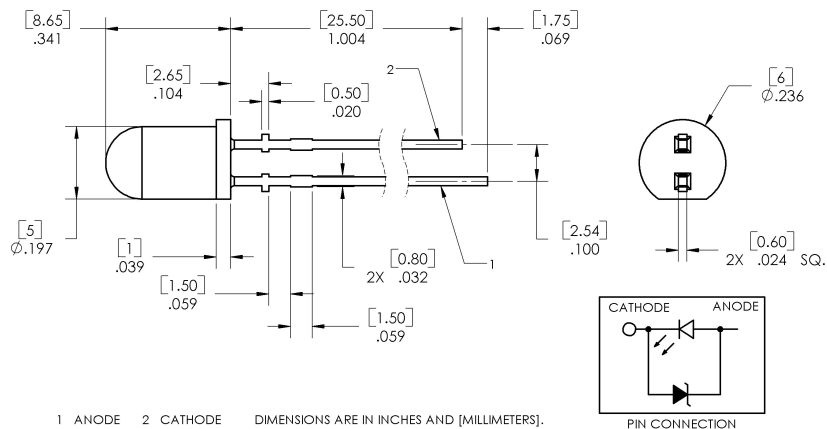 [8.65]
.341
[25.50]
1.004
[1.75]
.069
[2.65]
.104
[0.50]
.020
2
[6]
Ø.236
[5]
Ø.197
[1]
.039
[1.50]
.059
[1.50]
.059
2X [0.80]
.032
1
[2.54]
.100
2X [0.60]
.024 SQ.
CATHODE ANODE
PIN CONNECTION
1 ANODE 2 CATHODE DIMENSIONS ARE IN INCHES AND [MILLIMETERS].